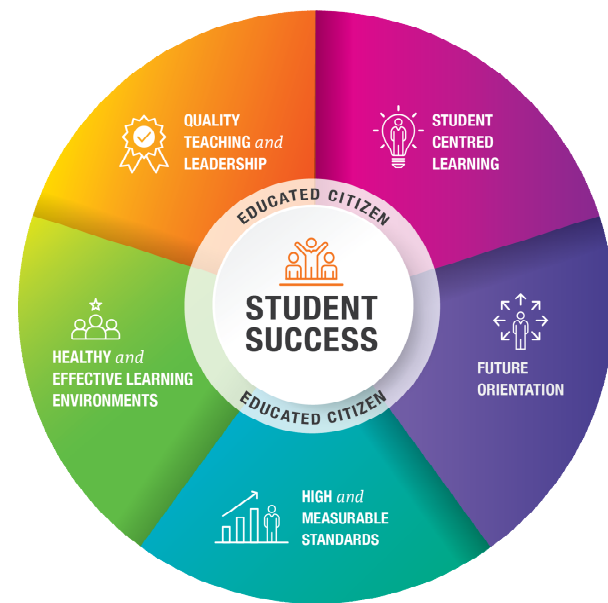 QUALITY
TEACHING and
LEADERSHIP
STUDENT
CENTRED
LEARNING
EDUCATED CITIZEN
STUDENT
SUCCESS
EDUCATED CITIZEN
HEALTHY and
EFFECTIVE LEARNING
ENVIRONMENTS
FUTURE
ORIENTATION
HIGH and
MEASURABLE
STANDARDS